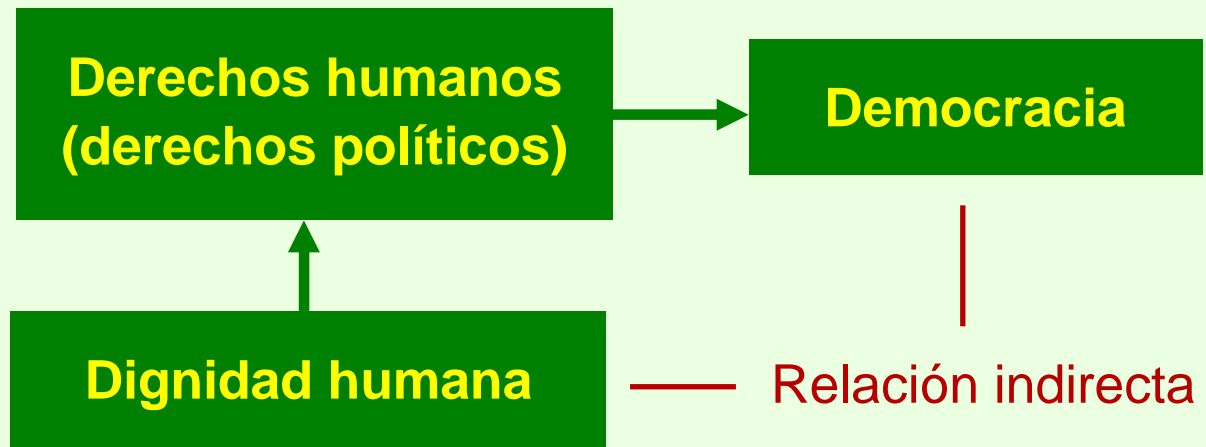 Derechos humanos
(derechos políticos)
Democracia
Dignidad humana
Relación indirecta